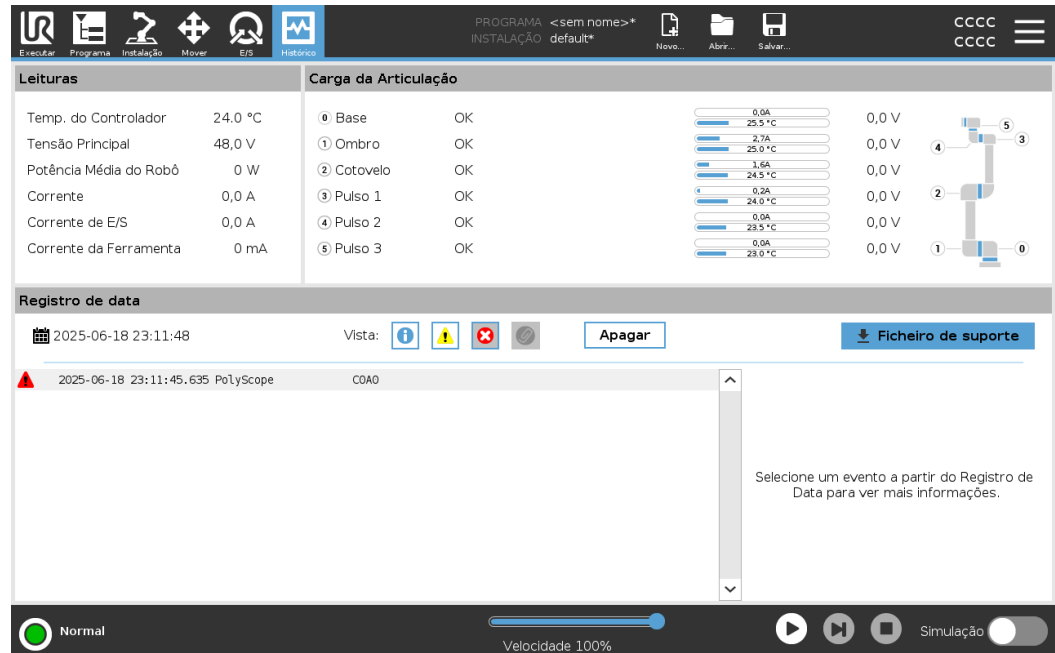 PROGRAMA <sem nome>*
INSTALAÇÃO default*
CCCC
CCCC
Executar Programa Instalação Mover E/S Histórico Novo... Abrir... Salvar...
Leituras
Carga da Articulação
Temp. do Controlador 24.0 °C
Tensão Principal 48,0 V
Potência Média do Robô 0 W
Corrente 0,0 A
Corrente de E/S 0,0 A
Corrente da Ferramenta 0 mA
0 Base OK 0,0A 25.5 °C 0,0 V
1 Ombro OK 2,7A 25.0 °C 0,0 V
2 Cotovelo OK 1,6A 24.5 °C 0,0 V
3 Pulso 1 OK 0,2A 24.0 °C 0,0 V
4 Pulso 2 OK 0,0A 23.5 °C 0,0 V
5 Pulso 3 OK 0,0A 23.0 °C 0,0 V
5
4 3
2
1 0
Registro de data
2025-06-18 23:11:48 Vista: Apagar Ficheiro de suporte
2025-06-18 23:11:45.635 PolyScope C0A0
Selecione um evento a partir do Registro de
Data para ver mais informações.
Normal
Velocidade 100%
Simulação